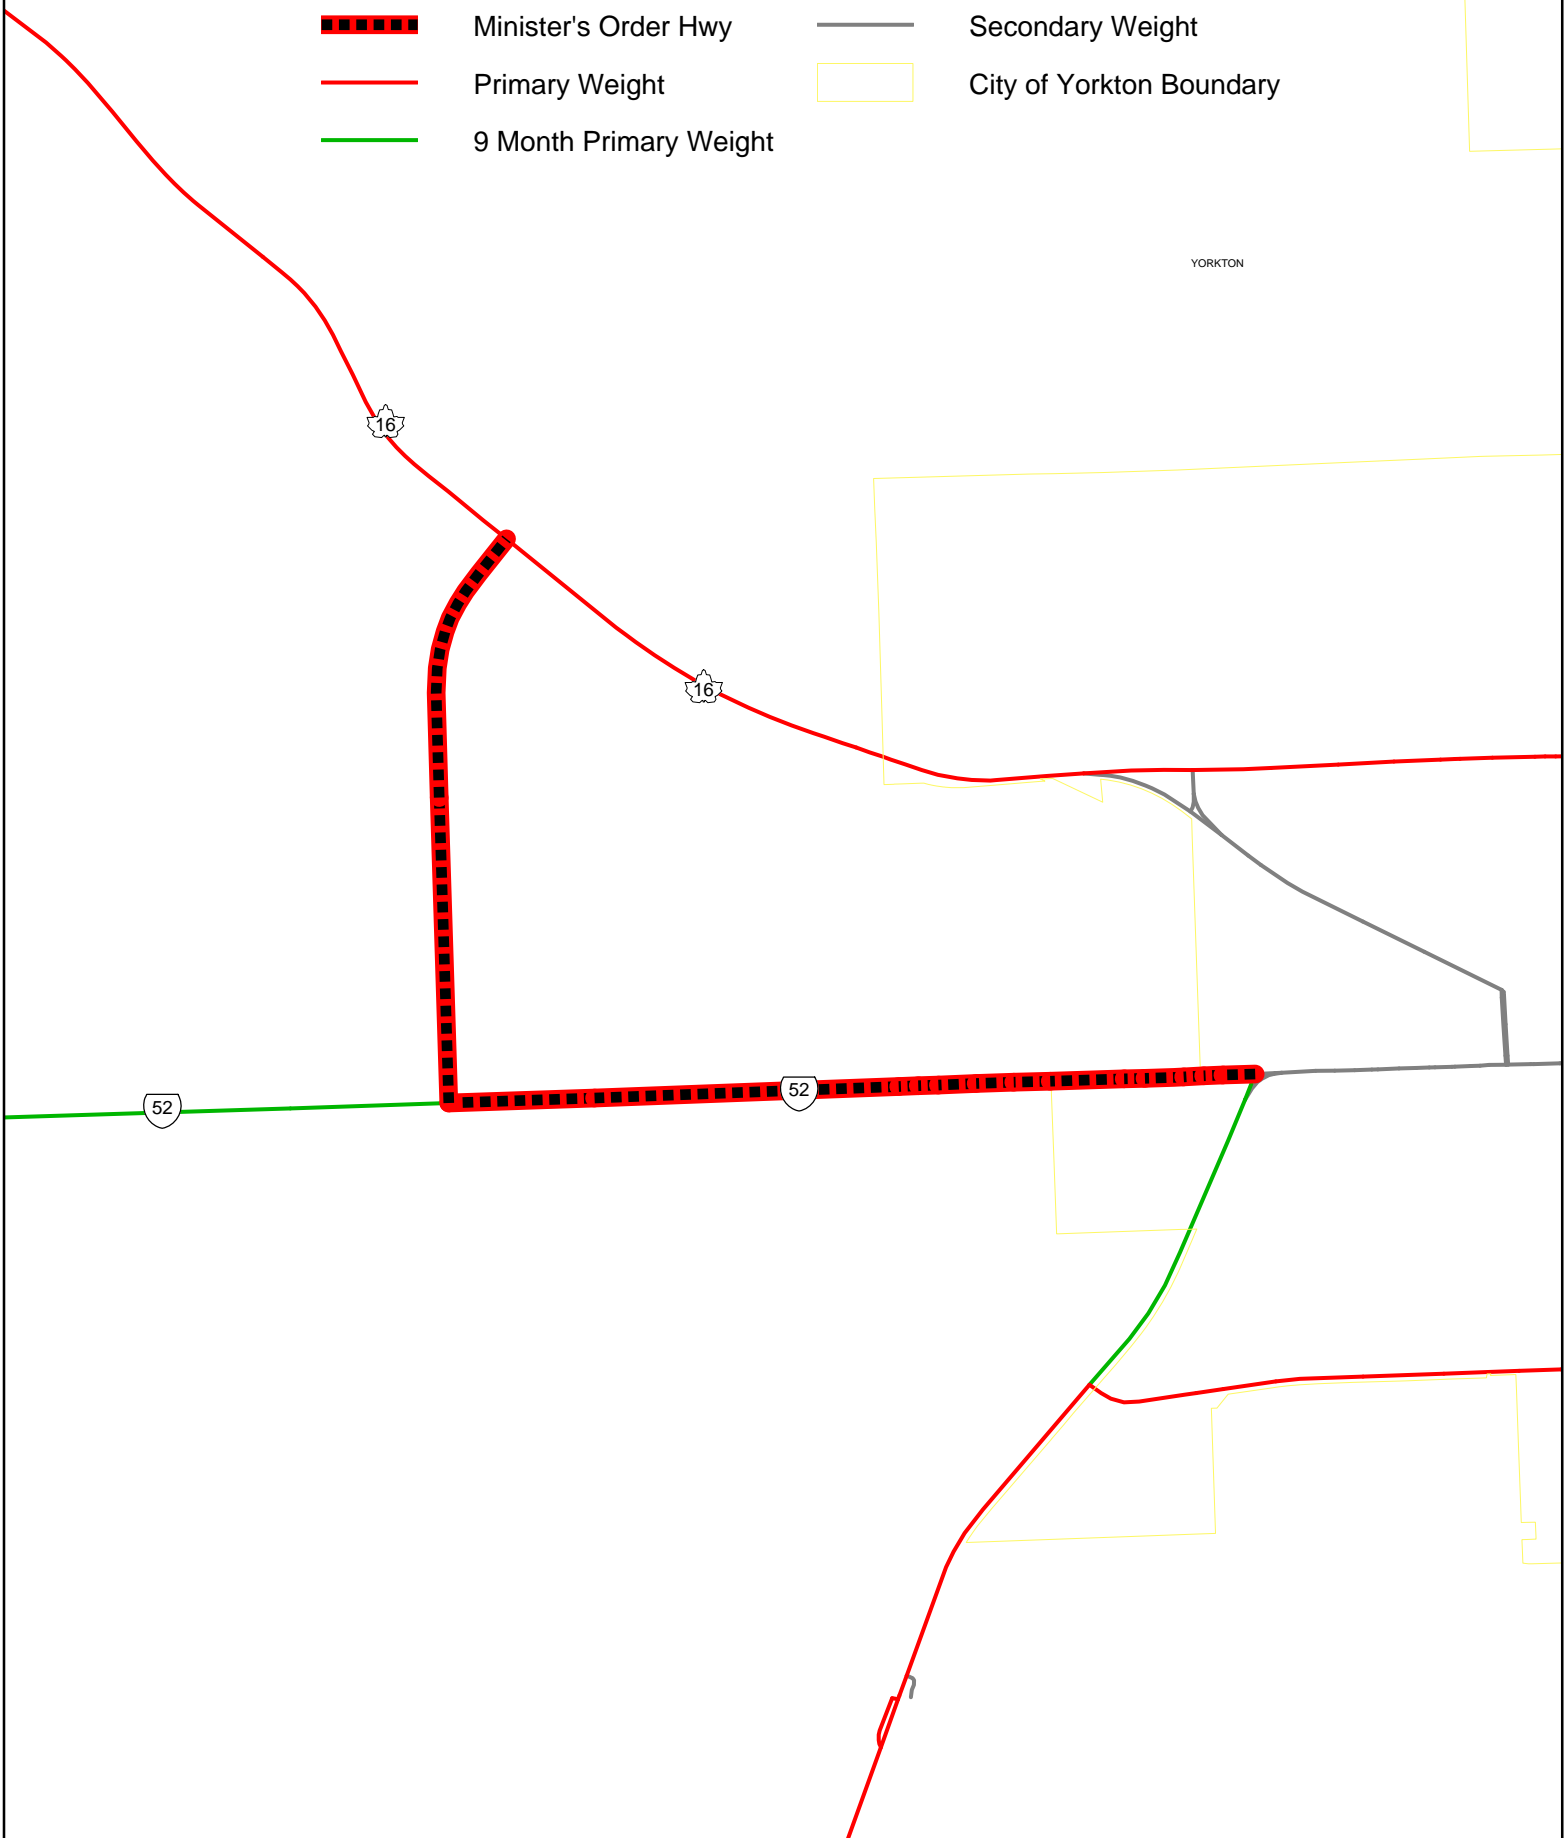 Minister's Order Hwy
Secondary Weight
Primary Weight
City of Yorkton Boundary
9 Month Primary Weight
YORKTON
16
16
52
52